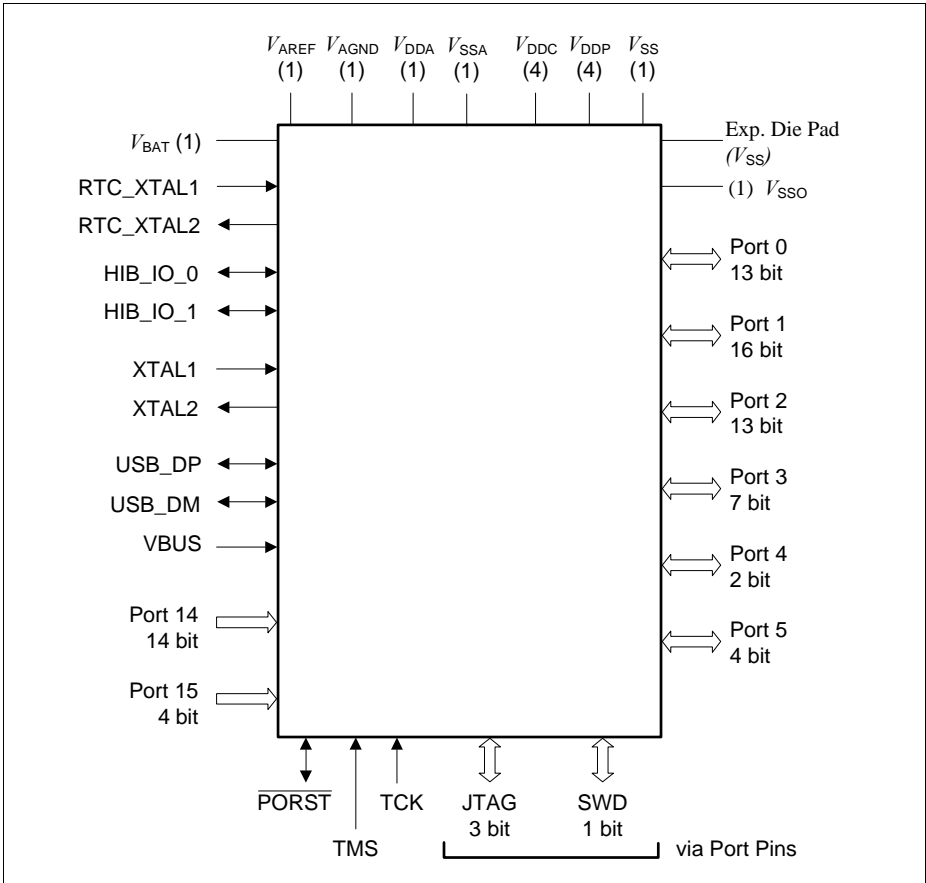 VAREF VAGND VDDA VSSA VDDC VDDP VSS
(1) (1) (1) (1) (4) (4) (1)
VBAT (1)
RTC_XTAL1
RTC_XTAL2
HIB_IO_0
HIB_IO_1
XTAL1
XTAL2
USB_DP
USB_DM
VBUS
Port 14
14 bit
Port 15
4 bit
Exp. Die Pad
(VSS)
(1) VSSO
Port 0
13 bit
Port 1
16 bit
Port 2
13 bit
Port 3
7 bit
Port 4
2 bit
Port 5
4 bit
PORST
TMS
TCK
JTAG
3 bit
SWD
1 bit
via Port Pins